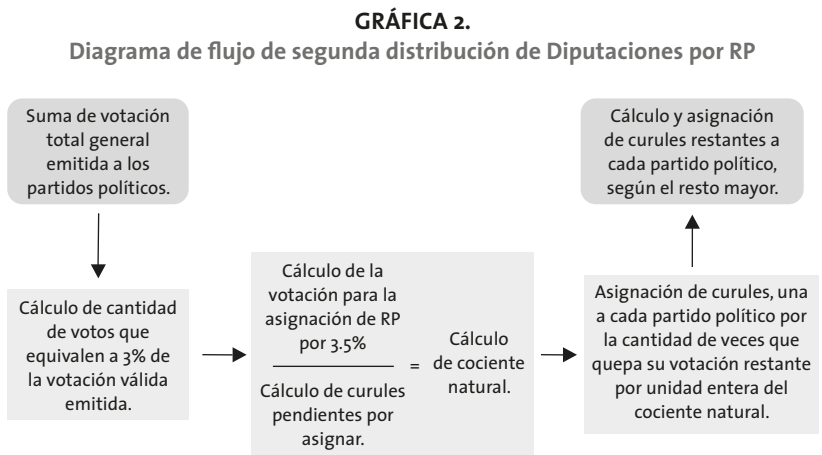 GRÁFICA 2.
Diagrama de flujo de segunda distribución de Diputaciones por RP
Suma de votación
total general
emitida a los
partidos políticos.
Cálculo de cantidad
de votos que
equivalen a 3% de
la votación válida
emitida.
Cálculo de la
votación para la
asignación de RP
por 3.5%
Cálculo de curules
pendientes por
asignar.
=
Cálculo
de cociente
natural.
Asignación de curules, una
a cada partido político por
la cantidad de veces que
quepa su votación restante
por unidad entera del
cociente natural.
Cálculo y asignación
de curules restantes a
cada partido político,
según el resto mayor.